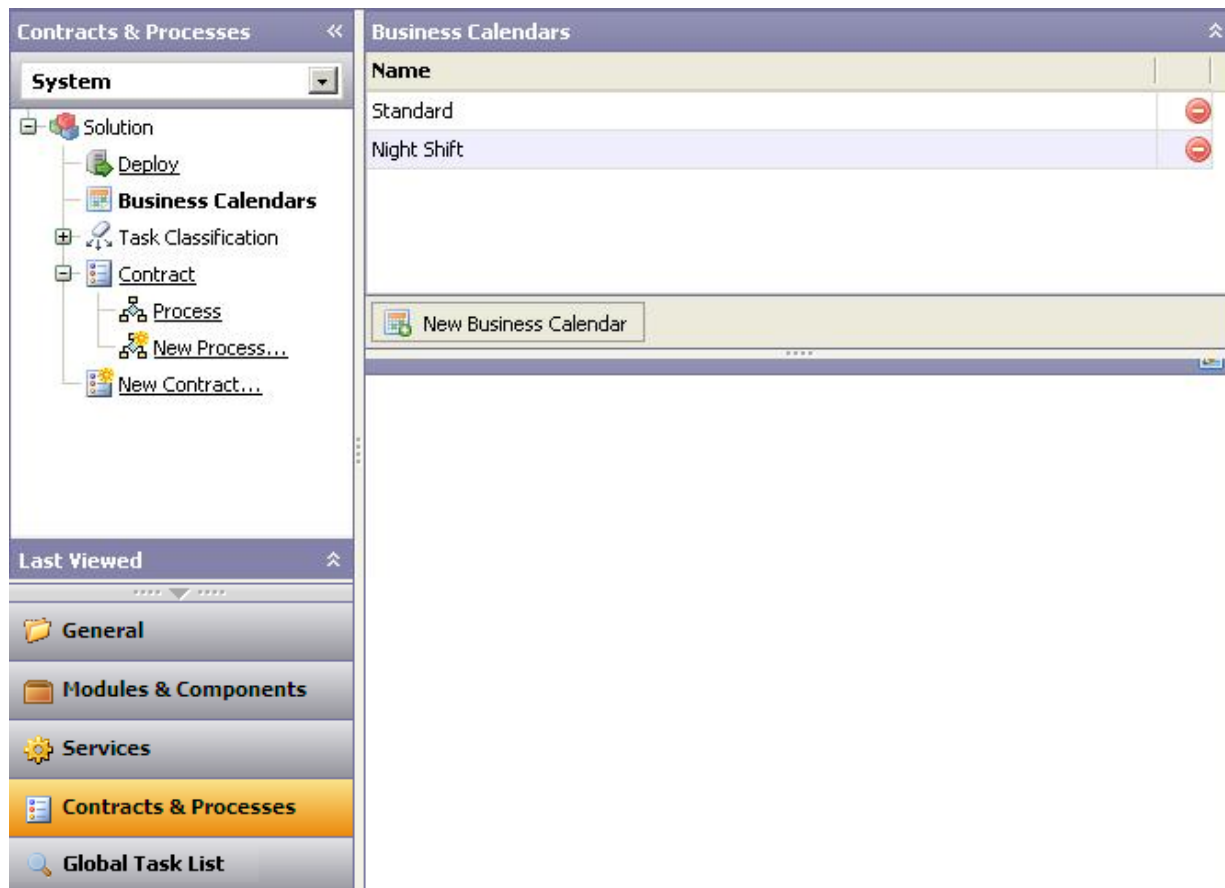 Contracts & Processes
System
Solution
Deploy
Business Calendars
Task Classification
Contract
Process
New Process...
New Contract...
Last Viewed
General
Modules & Components
Services
Contracts & Processes
Global Task List
Business Calendars
Name
Standard
Night Shift
New Business Calendar